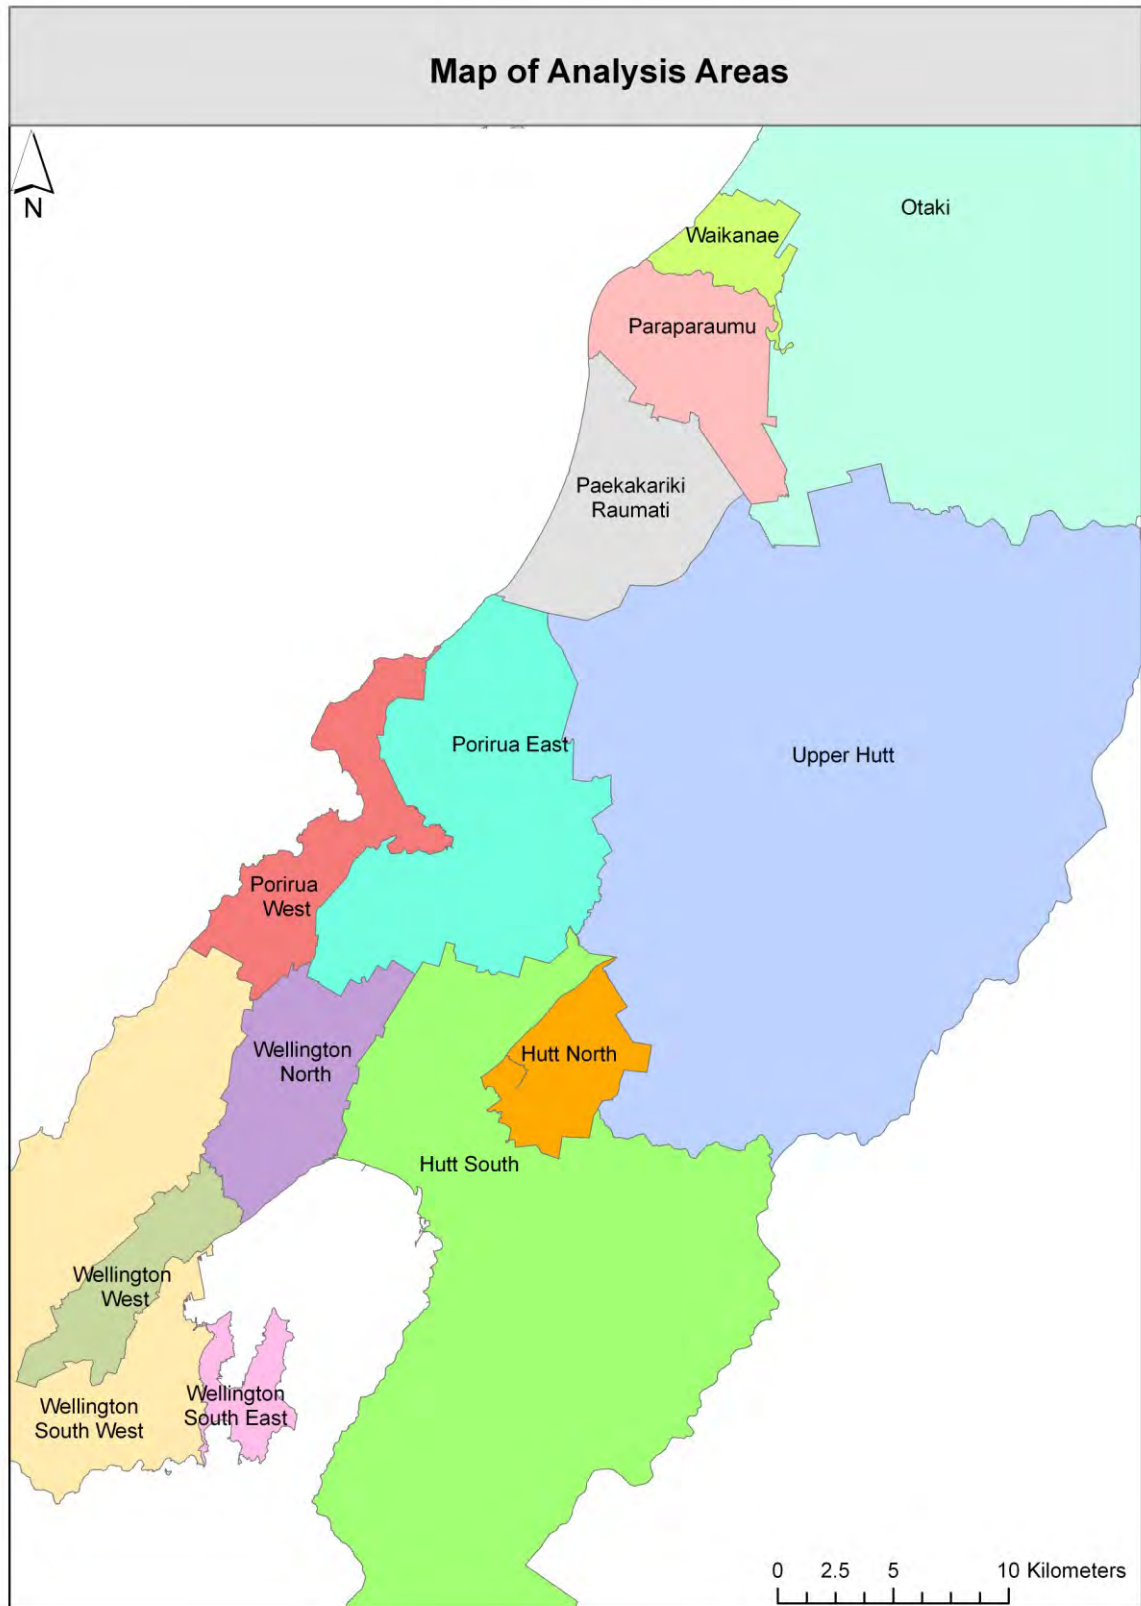 Map of Analysis Areas
N
Otaki
Waikanae
Paraparaumu
Paekakariki
Raumati
Porirua East
Upper Hutt
Porirua
West
Wellington
North
Hutt North
Hutt South
Wellington
West
Wellington
South East
Wellington
South West
0 2.5 5 10 Kilometers